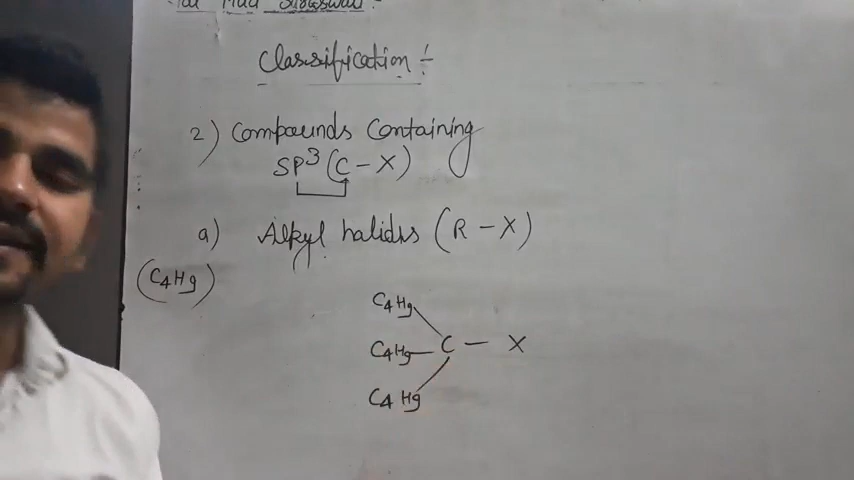 Classification :-
2) Compounds Containing
SP³ (C - X)
a) Alkyl halides (R - X)
(C4H9)
C4H9
C4H9 - C - X
C4H9